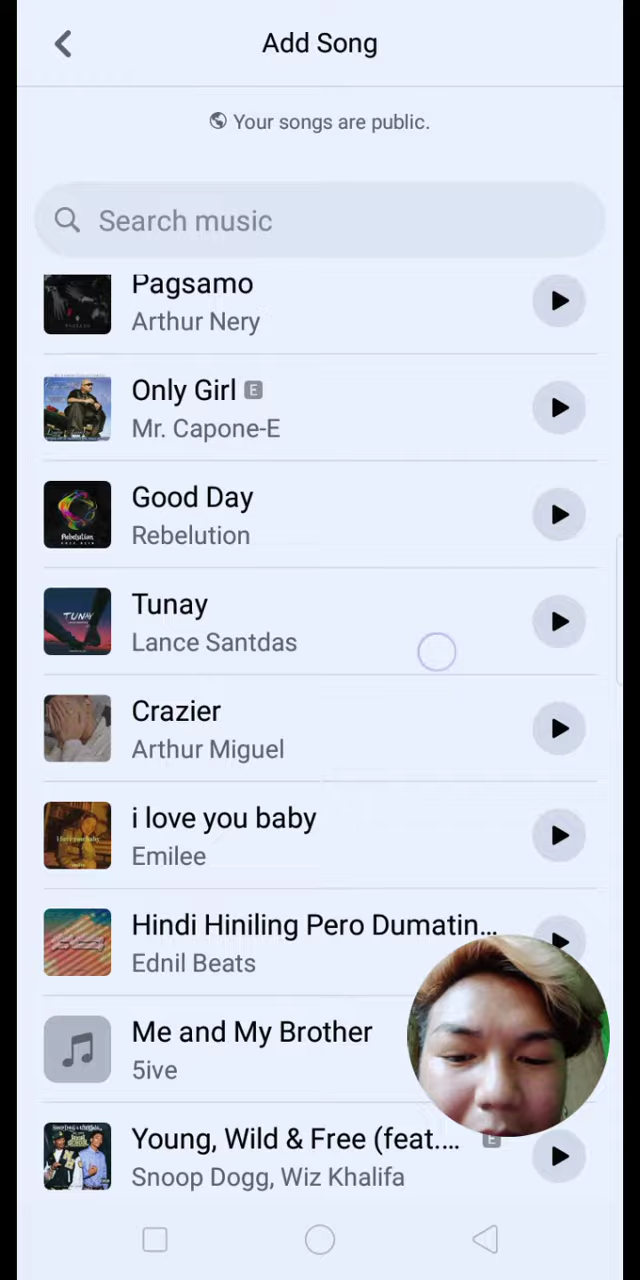 Add Song
Your songs are public.
Search music
Pagsamo
Arthur Nery
Only Girl E
Mr. Capone-E
Good Day
Rebelution
Rebelution
TUNAY
Tunay
Lance Santdas
Crazier
Arthur Miguel
i love you baby
Emilee
Hindi Hiniling Pero Dumatin...
Ednil Beats
Me and My Brother
5ive
Young, Wild & Free (feat.... E
Snoop Dogg, Wiz Khalifa